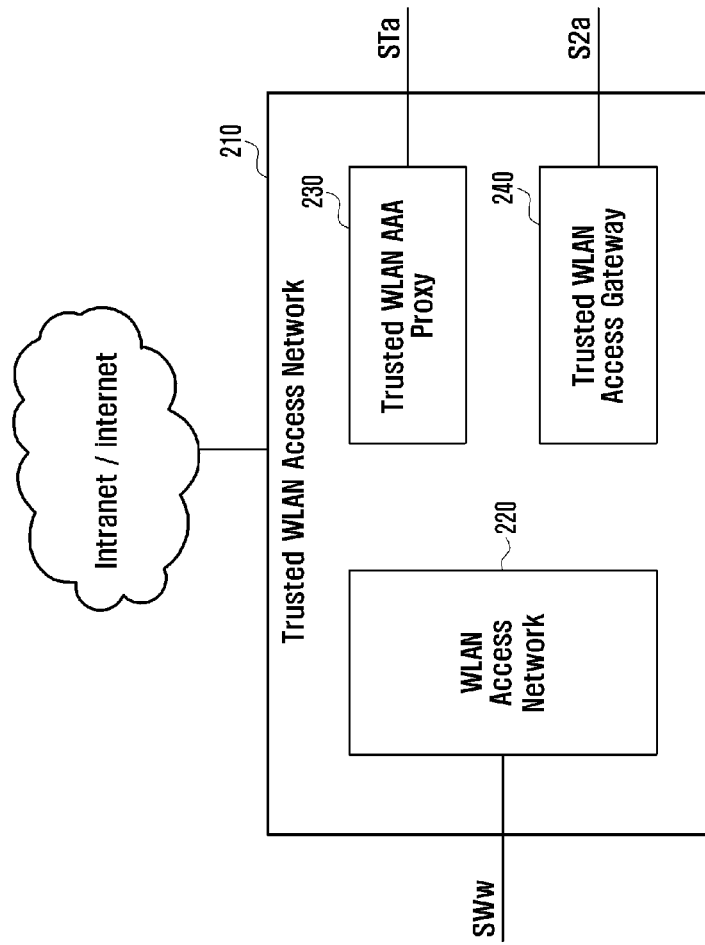 Intranet / internet
210
Trusted WLAN Access Network
SWw
WLAN
Access
Network
220
Trusted WLAN AAA
Proxy
230
STa
Trusted WLAN
Access Gateway
240
S2a